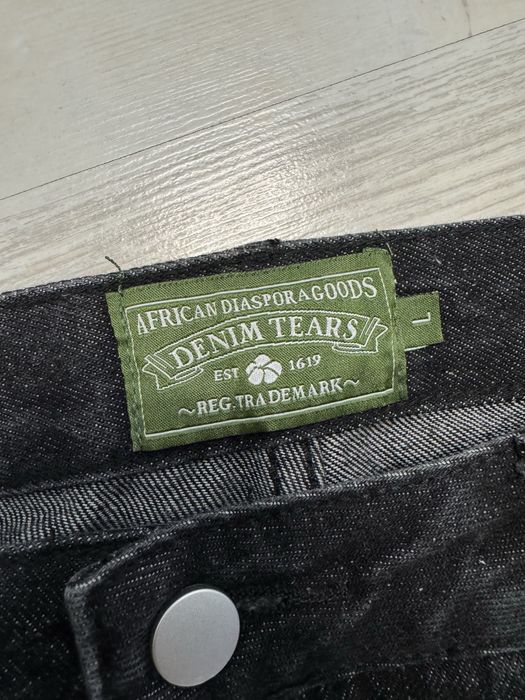 AFRICAN DIASPORA GOODS
DENIM TEARS
EST 1619
~REG.TRADEMARK~
L